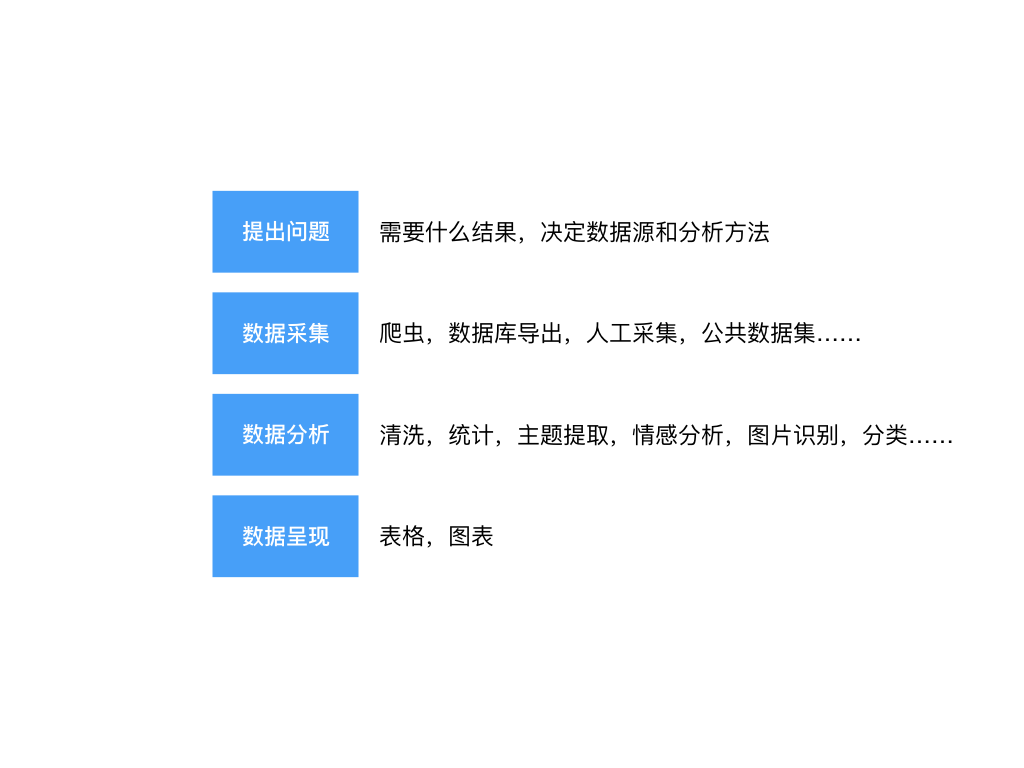 提出问题 需要什么结果，决定数据源和分析方法
数据采集 爬虫，数据库导出，人工采集，公共数据集……
数据分析 清洗，统计，主题提取，情感分析，图片识别，分类……
数据呈现 表格，图表